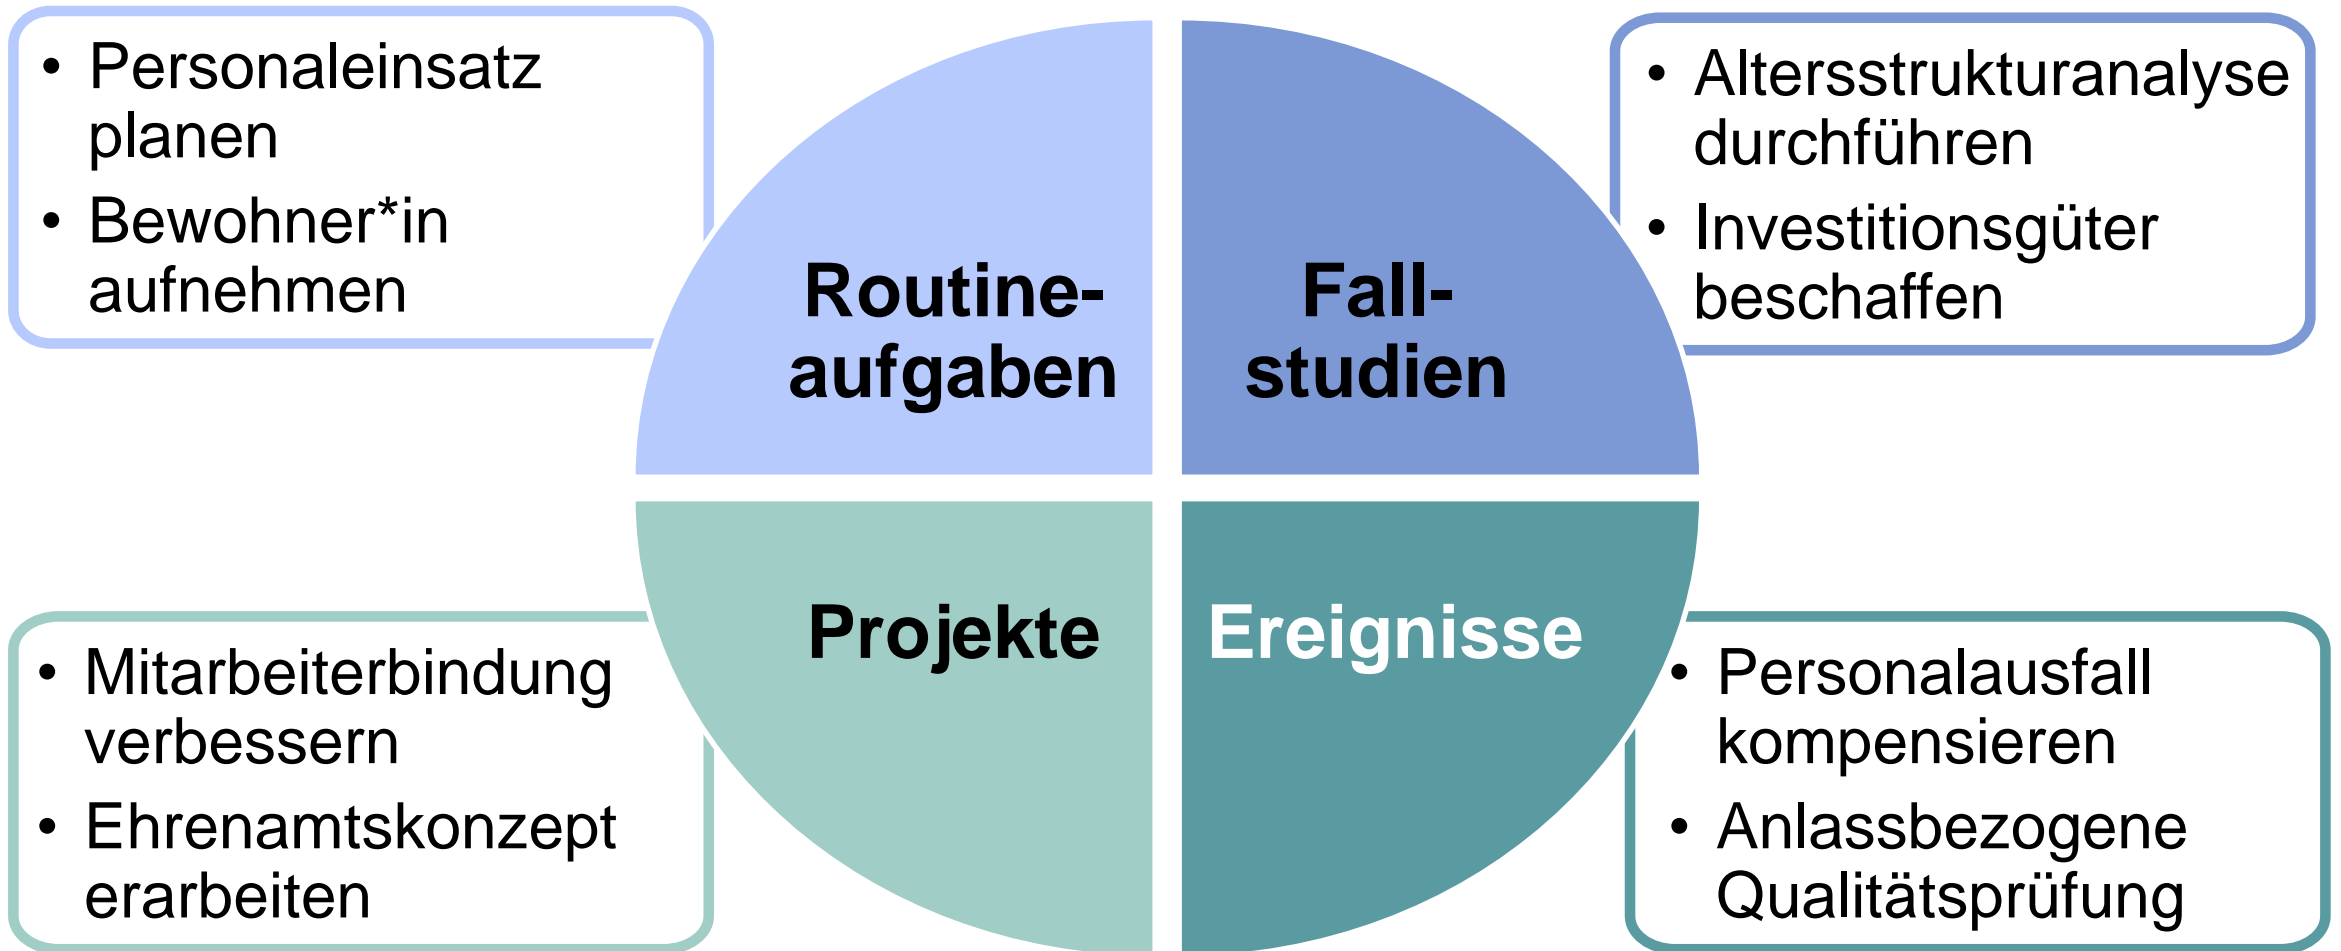 • Personaleinsatz
planen
• Bewohner*in
aufnehmen
Routine-
aufgaben
Fall-
studien
• Altersstrukturanalyse
durchführen
• Investitionsgüter
beschaffen
• Mitarbeiterbindung
verbessern
• Ehrenamtskonzept
erarbeiten
Projekte
Ereignisse
• Personalausfall
kompensieren
• Anlassbezogene
Qualitätsprüfung